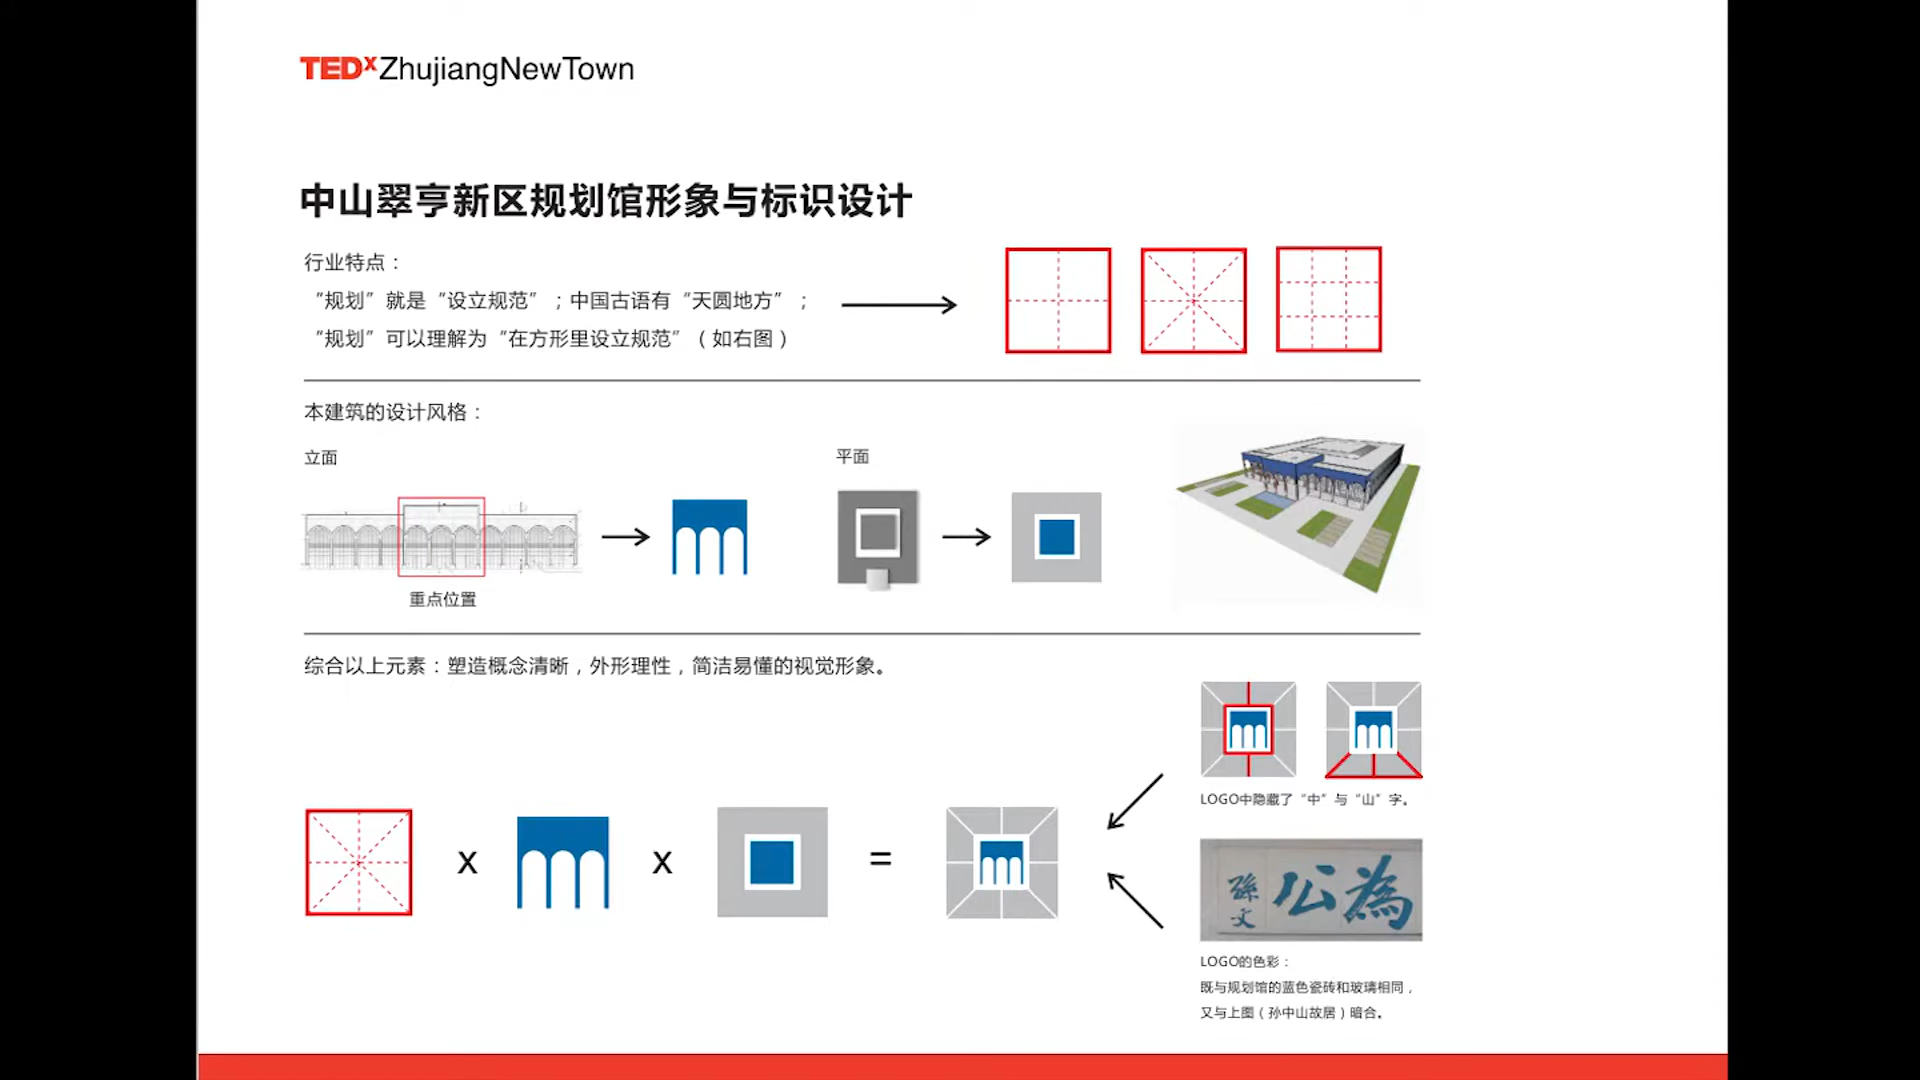 TEDxZhujiangNewTown
中山翠亨新区规划馆形象与标识设计
行业特点：
“规划”就是“设立规范”；中国古语有“天圆地方”；
“规划”可以理解为“在方形里设立规范”（如右图）
本建筑的设计风格：
立面
平面
重点位置
综合以上元素：塑造概念清晰，外形理性，简洁易懂的视觉形象。
x
x
=
LOGO中隐藏了“中”与“山”字。
孫文
公為
LOGO的色彩：
既与规划馆的蓝色瓷砖和玻璃相同，
又与上图（孙中山故居）暗合。